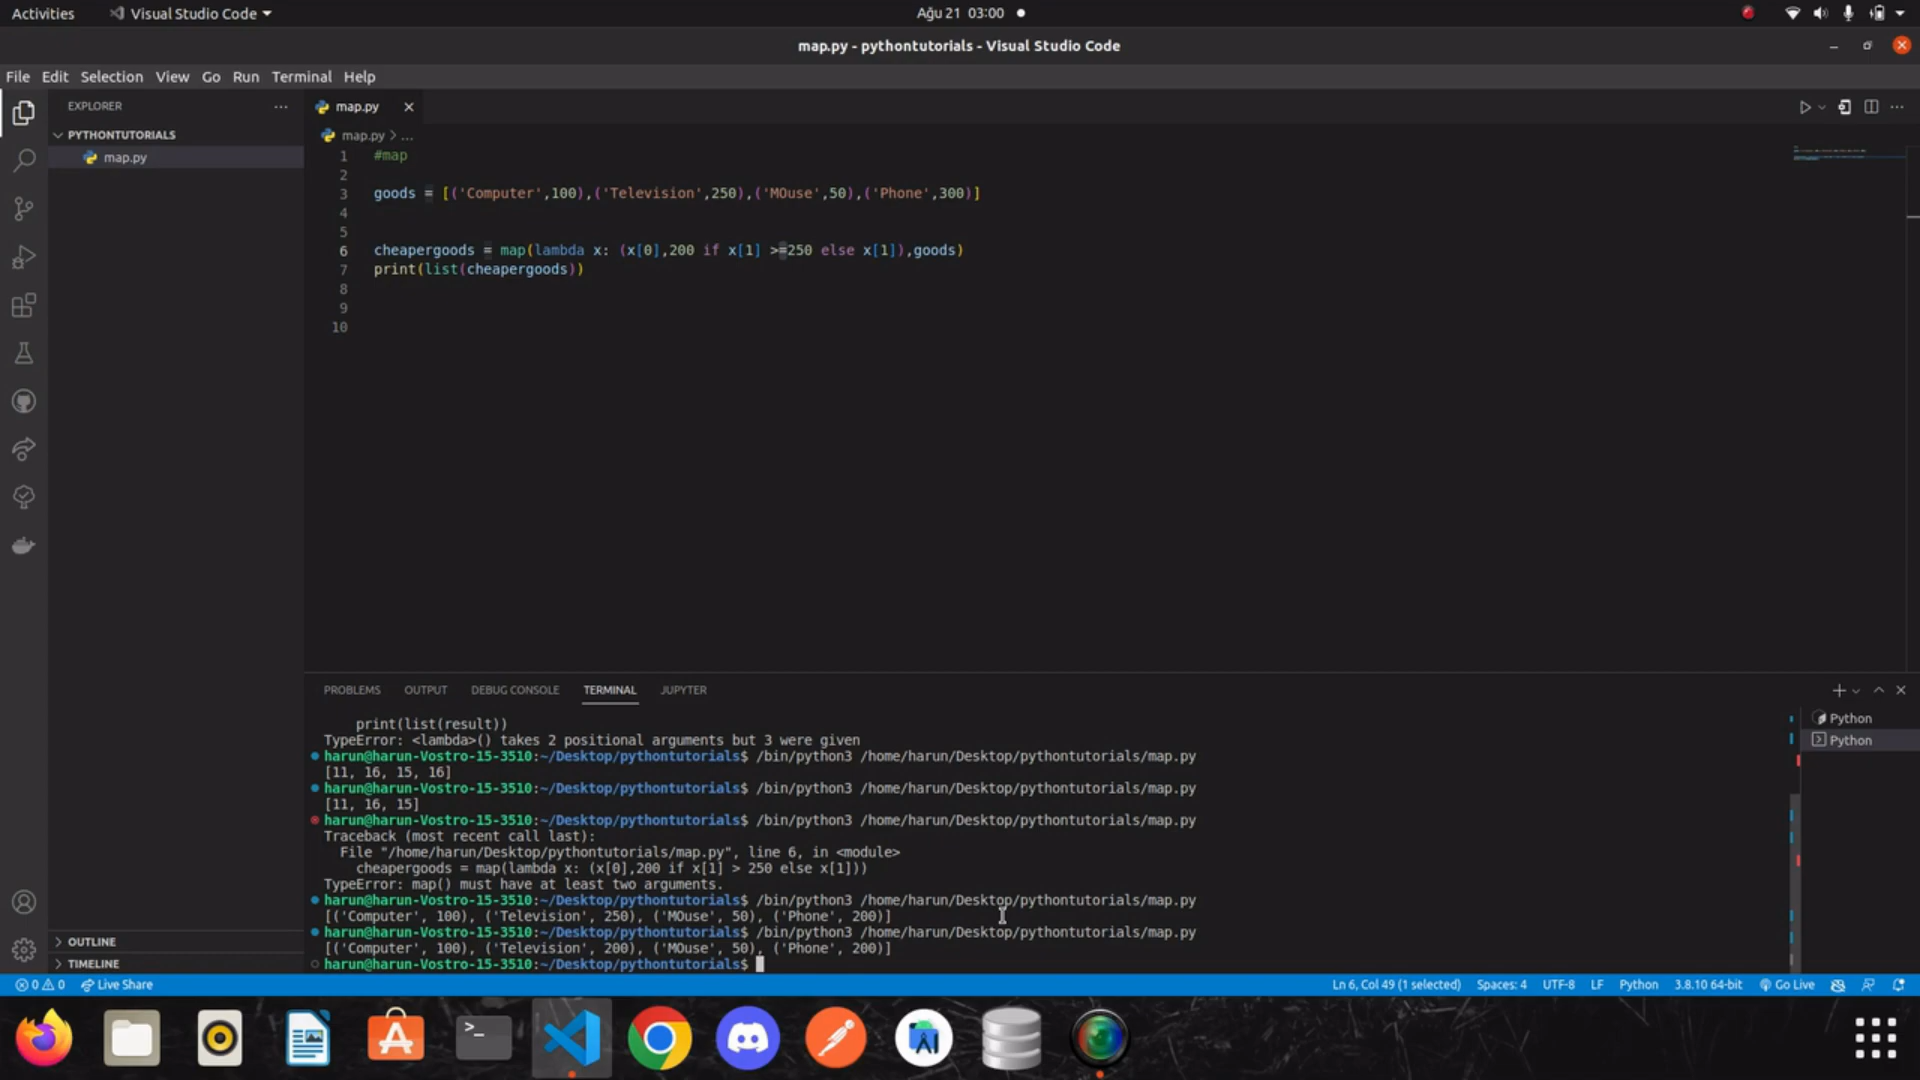 Activities
Visual Studio Code
Ağu 21 03:00
map.py - pythontutorials - Visual Studio Code
File Edit Selection View Go Run Terminal Help
EXPLORER
PYTHONTUTORIALS
map.py
OUTLINE
TIMELINE
map.py
map.py > ...
1 #map
2
3 goods = [('Computer',100),('Television',250),('MOuse',50),('Phone',300)]
4
5
6 cheapergoods = map(lambda x: (x[0],200 if x[1] >=250 else x[1]),goods)
7 print(list(cheapergoods))
8
9
10
PROBLEMS OUTPUT DEBUG CONSOLE TERMINAL JUPYTER
print(list(result))
TypeError: <lambda>() takes 2 positional arguments but 3 were given
harun@harun-Vostro-15-3510:~/Desktop/pythontutorials$ /bin/python3 /home/harun/Desktop/pythontutorials/map.py
[11, 16, 15, 16]
harun@harun-Vostro-15-3510:~/Desktop/pythontutorials$ /bin/python3 /home/harun/Desktop/pythontutorials/map.py
[11, 16, 15]
harun@harun-Vostro-15-3510:~/Desktop/pythontutorials$ /bin/python3 /home/harun/Desktop/pythontutorials/map.py
Traceback (most recent call last):
File "/home/harun/Desktop/pythontutorials/map.py", line 6, in <module>
cheapergoods = map(lambda x: (x[0],200 if x[1] > 250 else x[1]))
TypeError: map() must have at least two arguments.
harun@harun-Vostro-15-3510:~/Desktop/pythontutorials$ /bin/python3 /home/harun/Desktop/pythontutorials/map.py
[('Computer', 100), ('Television', 250), ('MOuse', 50), ('Phone', 200)]
harun@harun-Vostro-15-3510:~/Desktop/pythontutorials$ /bin/python3 /home/harun/Desktop/pythontutorials/map.py
[('Computer', 100), ('Television', 200), ('MOuse', 50), ('Phone', 200)]
harun@harun-Vostro-15-3510:~/Desktop/pythontutorials$
Python
Python
0 0 Live Share
Ln 6, Col 49 (1 selected) Spaces: 4 UTF-8 LF Python 3.8.10 64-bit Go Live